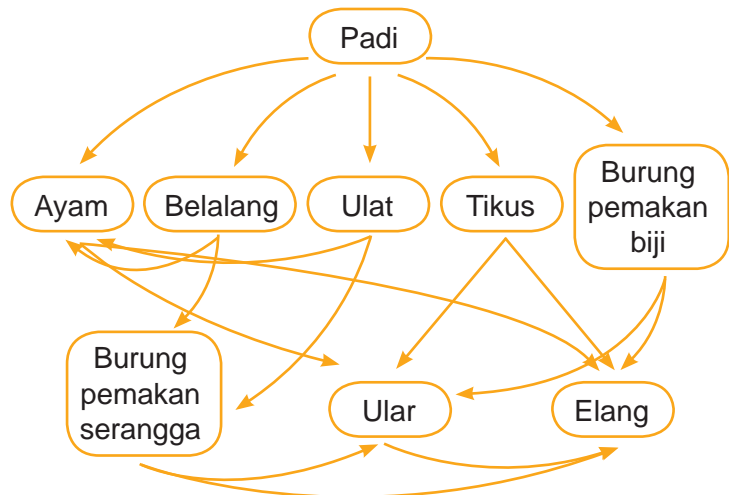 Padi
Ayam
Belalang
Ulat
Tikus
Burung
pemakan
biji
Burung
pemakan
serangga
Ular
Elang